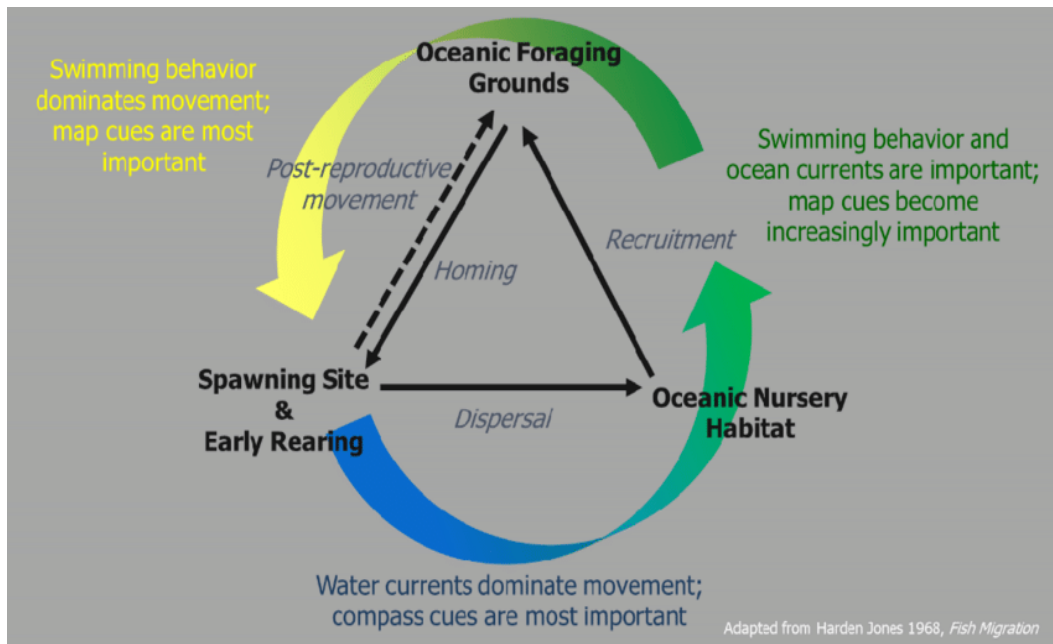 Oceanic Foraging
Grounds
Swimming behavior
dominates movement;
map cues are most
important
Swimming behavior and
ocean currents are important;
map cues become
increasingly important
Post-reproductive
movement
Recruitment
Homing
Spawning Site
&
Early Rearing
Dispersal
Oceanic Nursery
Habitat
Water currents dominate movement;
compass cues are most important
Adapted from Harden Jones 1968, Fish Migration